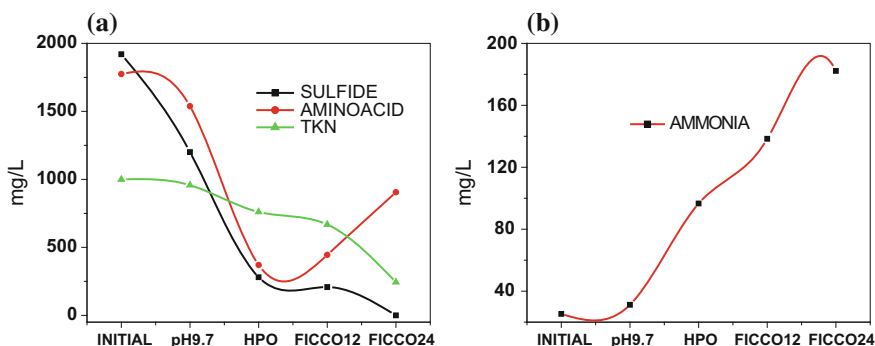 (a)
2000
1500
1000
500
0
mg/L
SULFIDE
AMINOACID
TKN
INITIAL pH9.7 HPO FICCO12 FICCO24
(b)
200
160
120
80
40
mg/L
AMMONIA
INITIAL pH9.7 HPO FICCO12 FICCO24